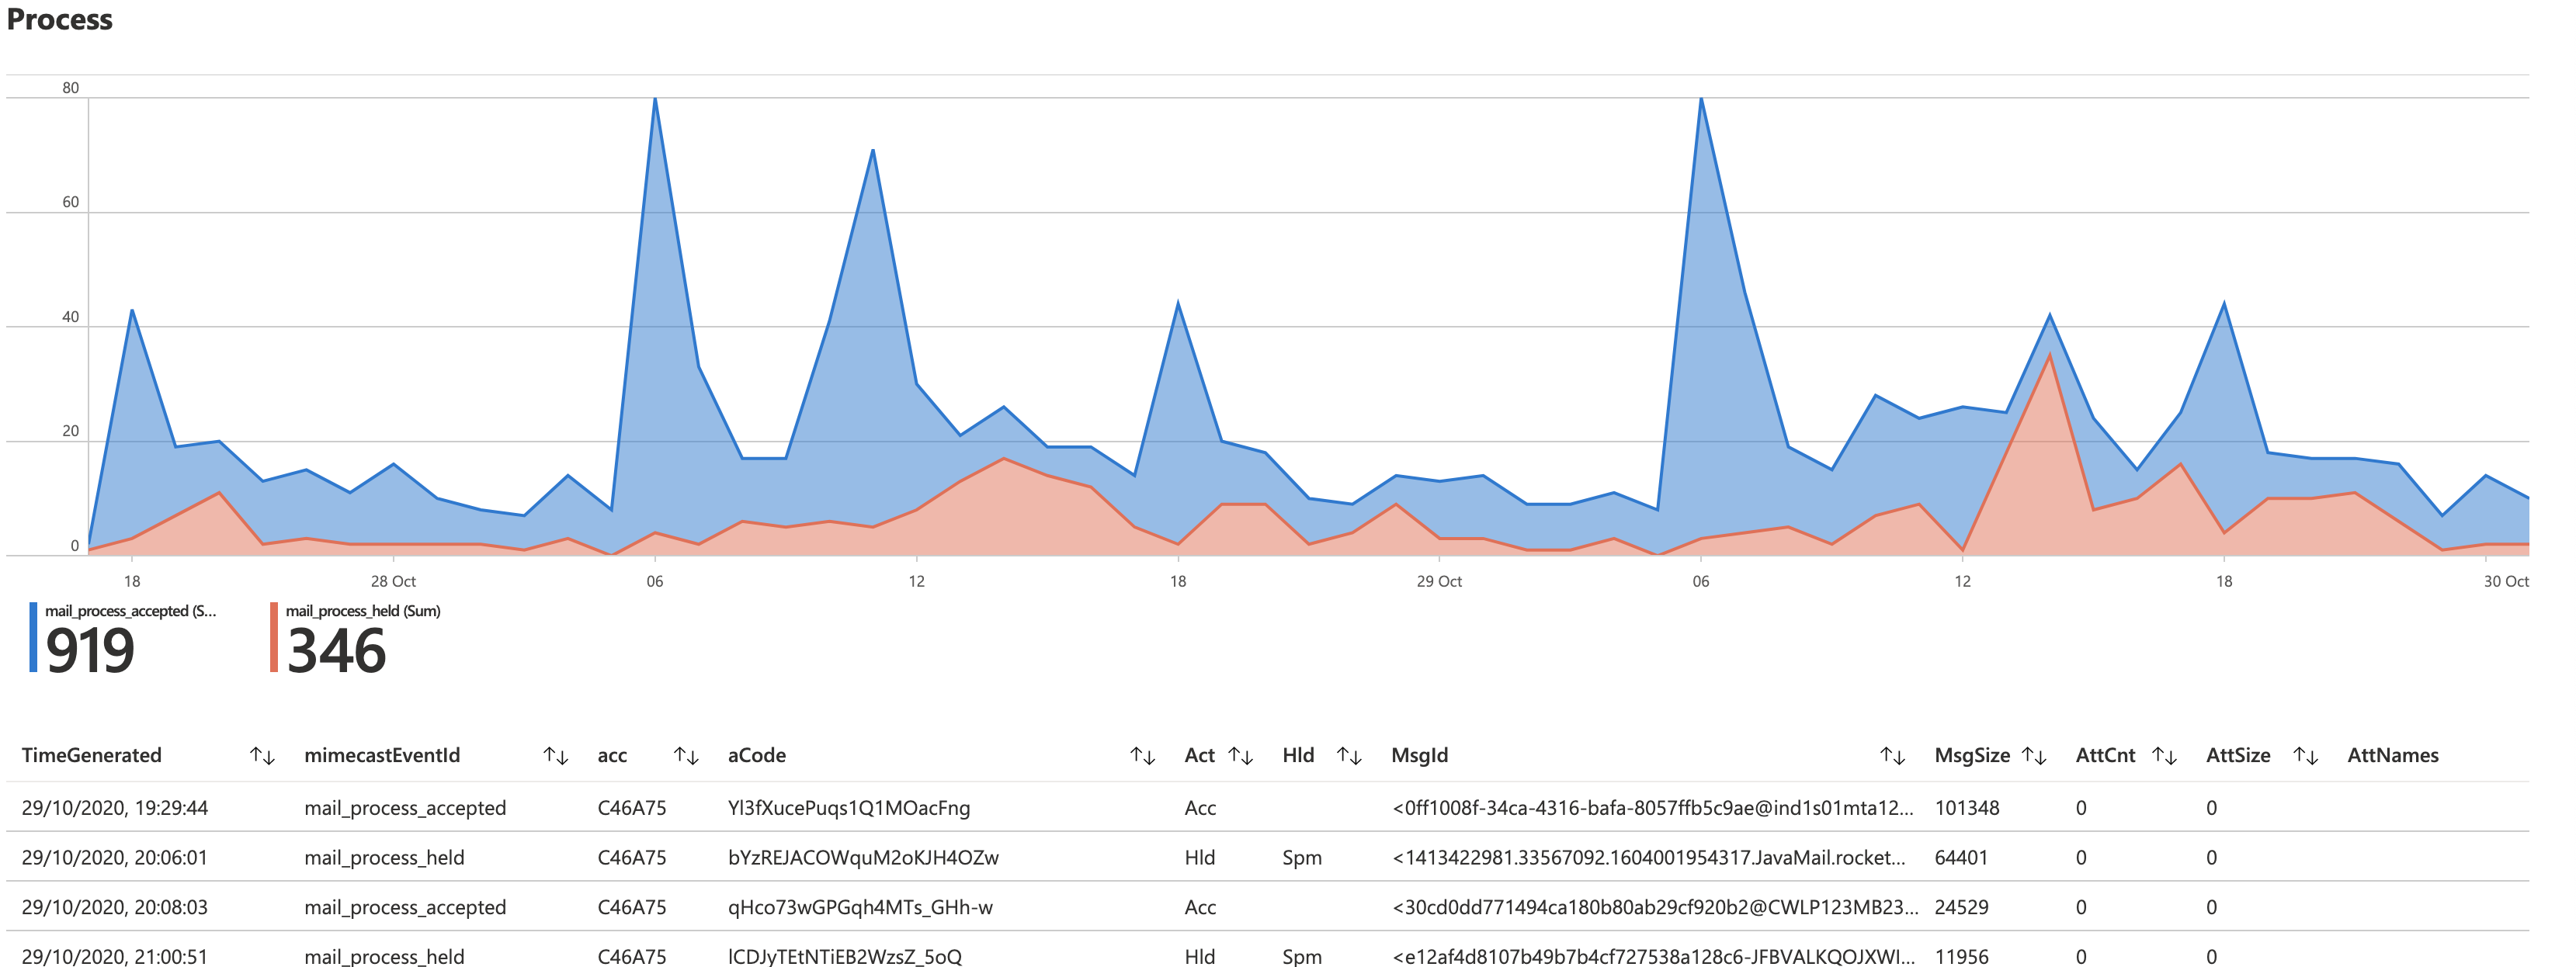 Process
80
60
40
20
0
18 28 Oct 06 12 18 29 Oct 06 12 18 30 Oct
mail_process_accepted (S... mail_process_held (Sum)
919 346
TimeGenerated ↑↓ mimecastEventId ↑↓ acc ↑↓ aCode ↑↓ Act ↑↓ Hld ↑↓ MsgId ↑↓ MsgSize ↑↓ AttCnt ↑↓ AttSize ↑↓ AttNames
29/10/2020, 19:29:44 mail_process_accepted C46A75 Yl3fXucePuqs1Q1MOacFng Acc <0ff1008f-34ca-4316-bafa-8057ffb5c9ae@ind1s01mta12... 101348 0 0
29/10/2020, 20:06:01 mail_process_held C46A75 bYzREJACOWquM2oKJH4OZw Hld Spm <1413422981.33567092.1604001954317.JavaMail.rocket... 64401 0 0
29/10/2020, 20:08:03 mail_process_accepted C46A75 qHco73wGPGqh4MTs_GHh-w Acc <30cd0dd771494ca180b80ab29cf920b2@CWLP123MB23... 24529 0 0
29/10/2020, 21:00:51 mail_process_held C46A75 lCDJyTEtNTiEB2WzsZ_5oQ Hld Spm <e12af4d8107b49b7b4cf727538a128c6-JFBVALKQOJXWI... 11956 0 0